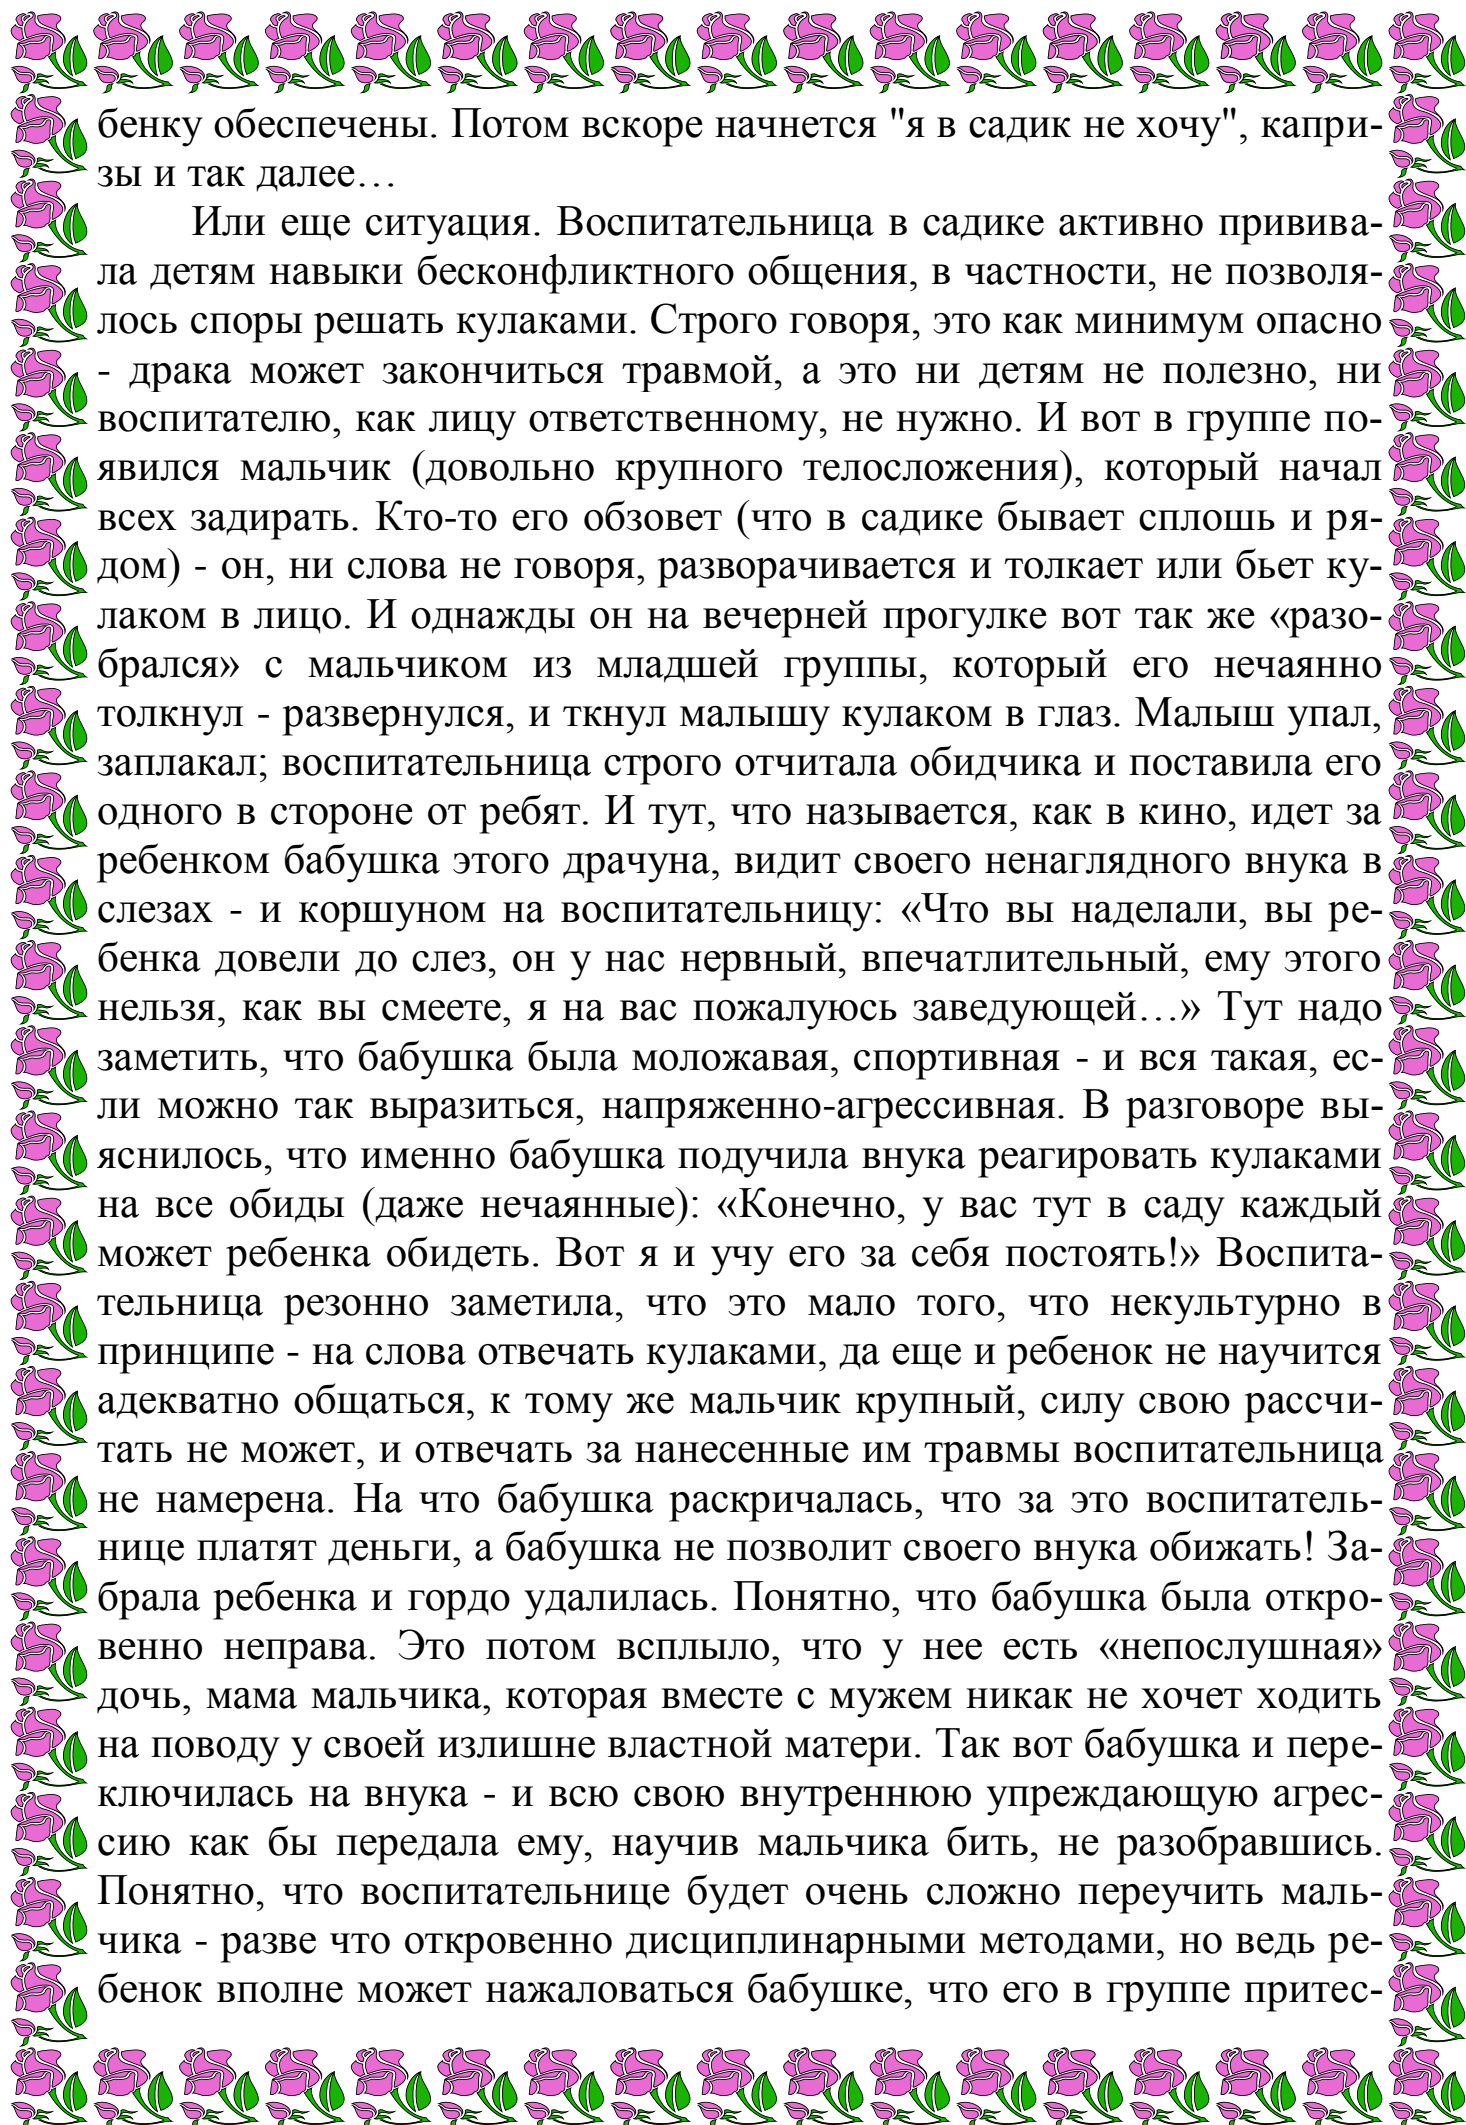 бенку обеспечены. Потом вскоре начнется "я в садик не хочу", капри-
зы и так далее…
Или еще ситуация. Воспитательница в садике активно привива-
ла детям навыки бесконфликтного общения, в частности, не позволя-
лось споры решать кулаками. Строго говоря, это как минимум опасно
- драка может закончиться травмой, а это ни детям не полезно, ни
воспитателю, как лицу ответственному, не нужно. И вот в группе по-
явился мальчик (довольно крупного телосложения), который начал
всех задирать. Кто-то его обзовет (что в садике бывает сплошь и ря-
дом) - он, ни слова не говоря, разворачивается и толкает или бьет ку-
лаком в лицо. И однажды он на вечерней прогулке вот так же «разо-
брался» с мальчиком из младшей группы, который его нечаянно
толкнул - развернулся, и ткнул малышу кулаком в глаз. Малыш упал,
заплакал; воспитательница строго отчитала обидчика и поставила его
одного в стороне от ребят. И тут, что называется, как в кино, идет за
ребенком бабушка этого драчуна, видит своего ненаглядного внука в
слезах - и коршуном на воспитательницу: «Что вы наделали, вы ре-
бенка довели до слез, он у нас нервный, впечатлительный, ему этого
нельзя, как вы смеете, я на вас пожалуюсь заведующей…» Тут надо
заметить, что бабушка была моложавая, спортивная - и вся такая, ес-
ли можно так выразиться, напряженно-агрессивная. В разговоре вы-
яснилось, что именно бабушка подучила внука реагировать кулаками
на все обиды (даже нечаянные): «Конечно, у вас тут в саду каждый
может ребенка обидеть. Вот я и учу его за себя постоять!» Воспита-
тельница резонно заметила, что это мало того, что некультурно в
принципе - на слова отвечать кулаками, да еще и ребенок не научится
адекватно общаться, к тому же мальчик крупный, силу свою рассчи-
тать не может, и отвечать за нанесенные им травмы воспитательница
не намерена. На что бабушка раскричалась, что за это воспитатель-
нице платят деньги, а бабушка не позволит своего внука обижать! За-
брала ребенка и гордо удалилась. Понятно, что бабушка была откро-
венно неправа. Это потом всплыло, что у нее есть «непослушная»
дочь, мама мальчика, которая вместе с мужем никак не хочет ходить
на поводу у своей излишне властной матери. Так вот бабушка и пере-
ключилась на внука - и всю свою внутреннюю упреждающую агрес-
сию как бы передала ему, научив мальчика бить, не разобравшись.
Понятно, что воспитательнице будет очень сложно переучить маль-
чика - разве что откровенно дисциплинарными методами, но ведь ре-
бенок вполне может нажаловаться бабушке, что его в группе притес-